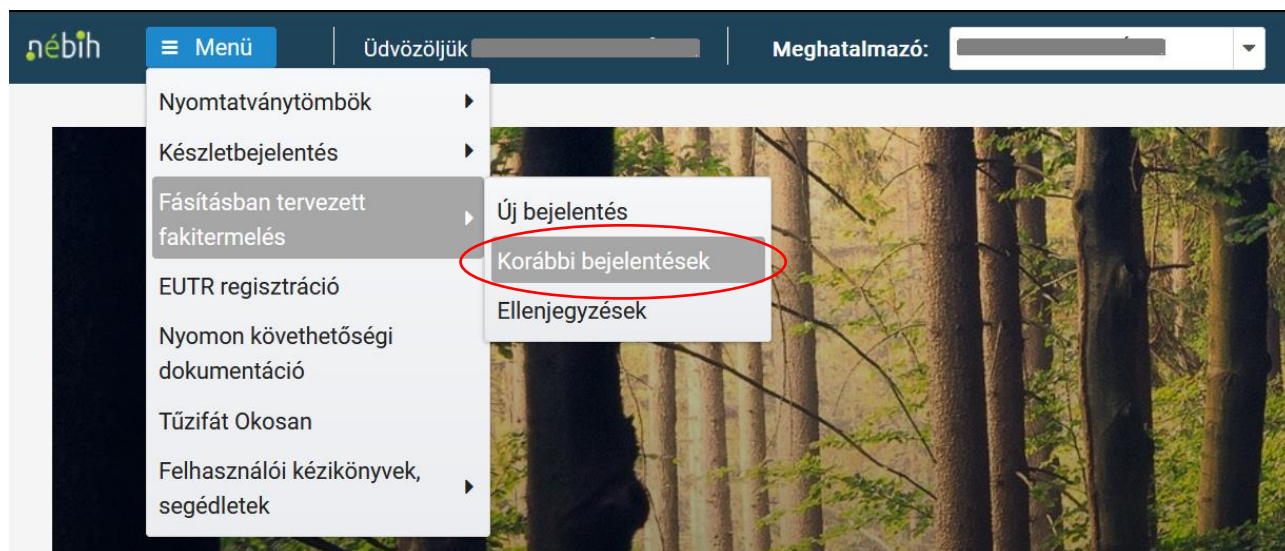 nébih
≡ Menü
Üdvözöljük
Meghatalmazó:
Nyomtatványtömbök
Készletbejelentés
Fásításban tervezett
fakitermelés
EUTR regisztráció
Nyomon követhetőségi
dokumentáció
Tűzifát Okosan
Felhasználói kézikönyvek,
segédletek
Új bejelentés
Korábbi bejelentések
Ellenjegyzések